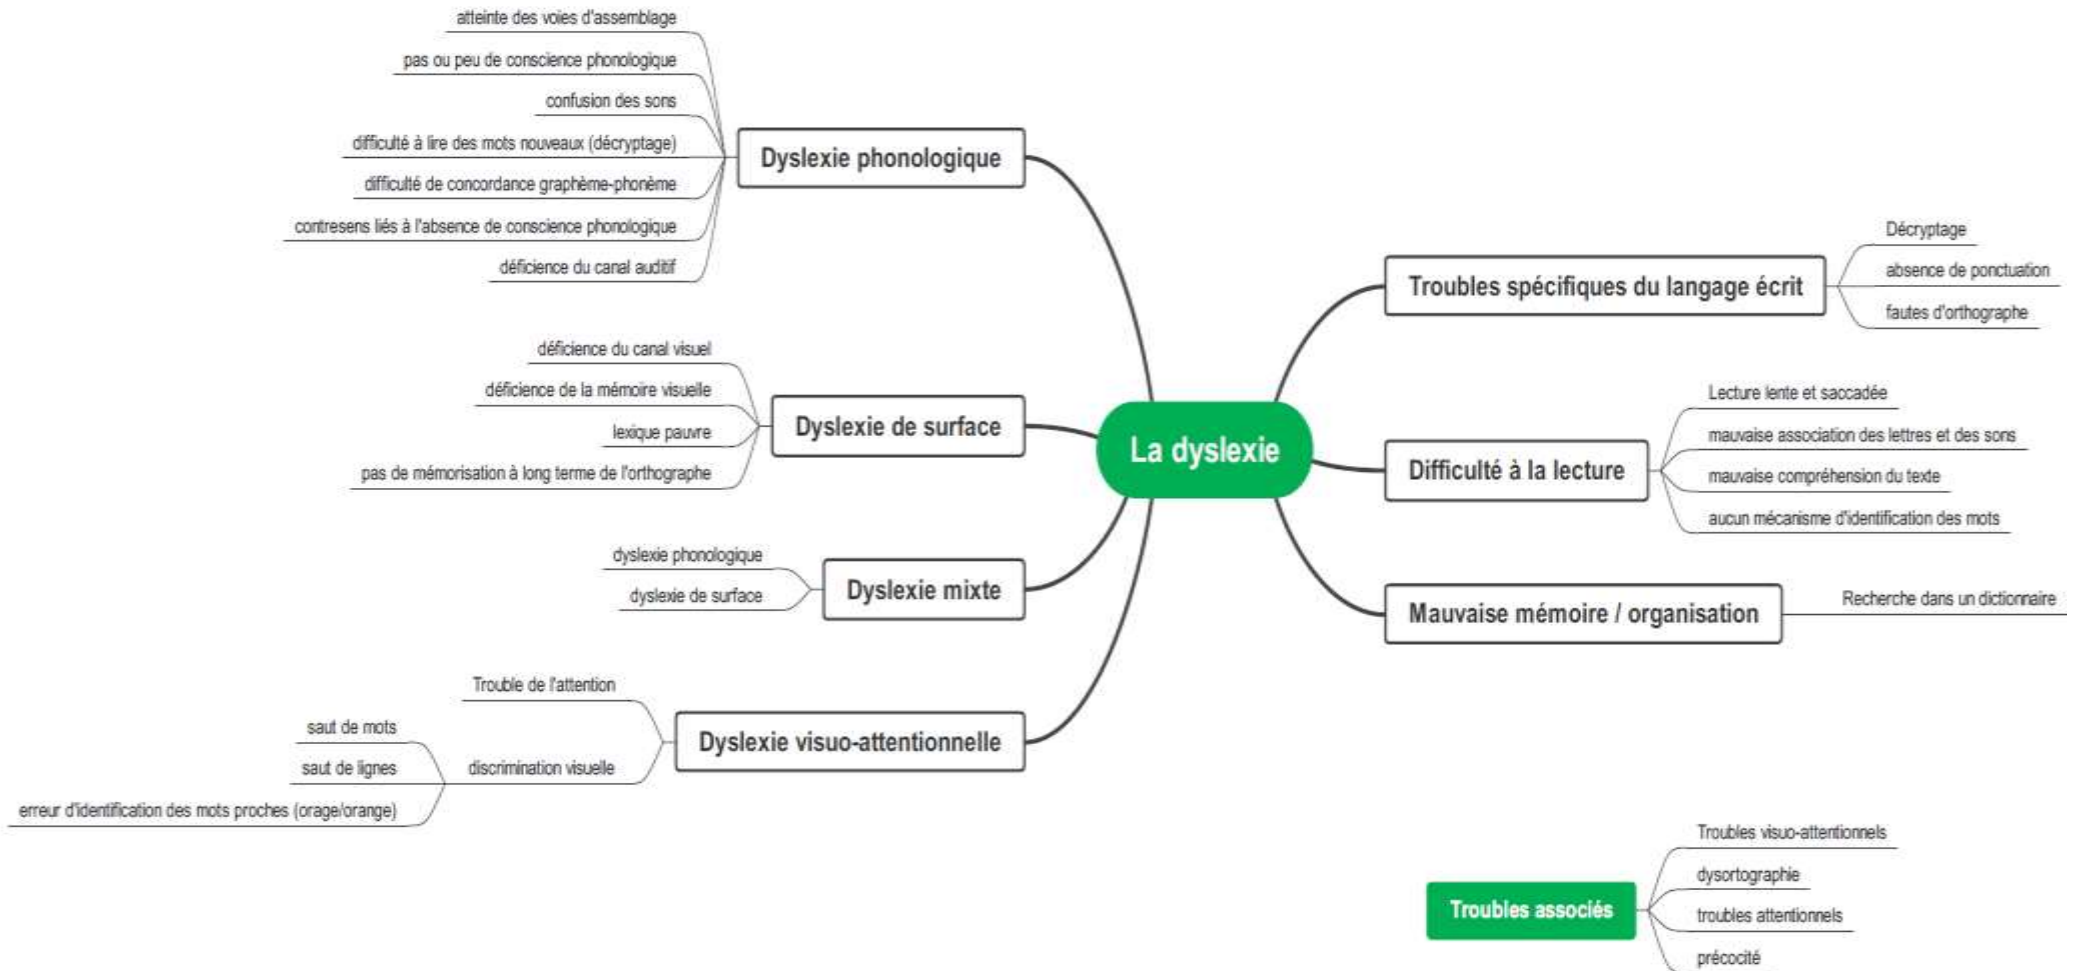 atteinte des voies d'assemblage
pas ou peu de conscience phonologique
confusion des sons
difficulté à lire des mots nouveaux (décryptage)
difficulté de concordance graphème-phonème
contresens liés à l'absence de conscience phonologique
déficience du canal auditif
Dyslexie phonologique
déficience du canal visuel
déficience de la mémoire visuelle
lexique pauvre
pas de mémorisation à long terme de l'orthographe
Dyslexie de surface
dyslexie phonologique
dyslexie de surface
Dyslexie mixte
Trouble de l'attention
saut de mots
saut de lignes
erreur d'identification des mots proches (orage/orange)
discrimination visuelle
Dyslexie visuo-attentionnelle
La dyslexie
Troubles spécifiques du langage écrit
Décryptage
absence de ponctuation
fautes d'orthographe
Difficulté à la lecture
Lecture lente et saccadée
mauvaise association des lettres et des sons
mauvaise compréhension du texte
aucun mécanisme d'identification des mots
Mauvaise mémoire / organisation
Recherche dans un dictionnaire
Troubles associés
Troubles visuo-attentionnels
dysortographie
troubles attentionnels
précocité